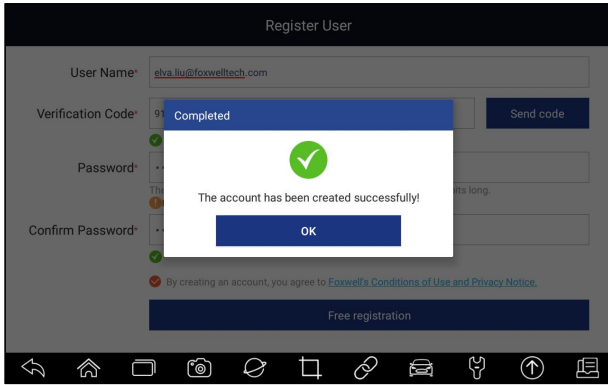 Register User
User Name*
elva.liu@foxwelltech.com
Verification Code*
91
Send code
Completed
The account has been created successfully!
OK
Password*
The
bits long.
Confirm Password*
By creating an account, you agree to Foxwell's Conditions of Use and Privacy Notice.
Free registration